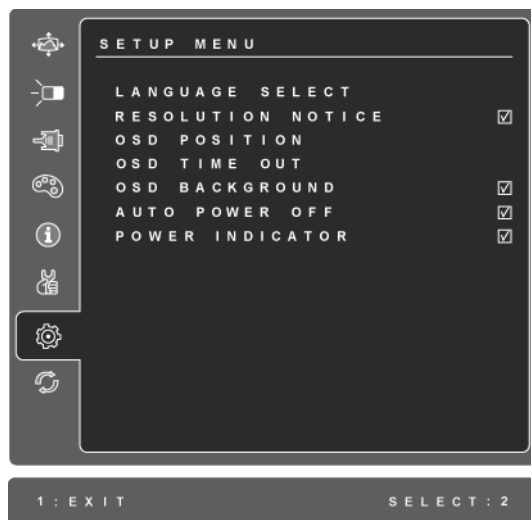 SETUP MENU
LANGUAGE SELECT
RESOLUTION NOTICE
OSD POSITION
OSD TIME OUT
OSD BACKGROUND
AUTO POWER OFF
POWER INDICATOR
1:EXIT SELECT:2